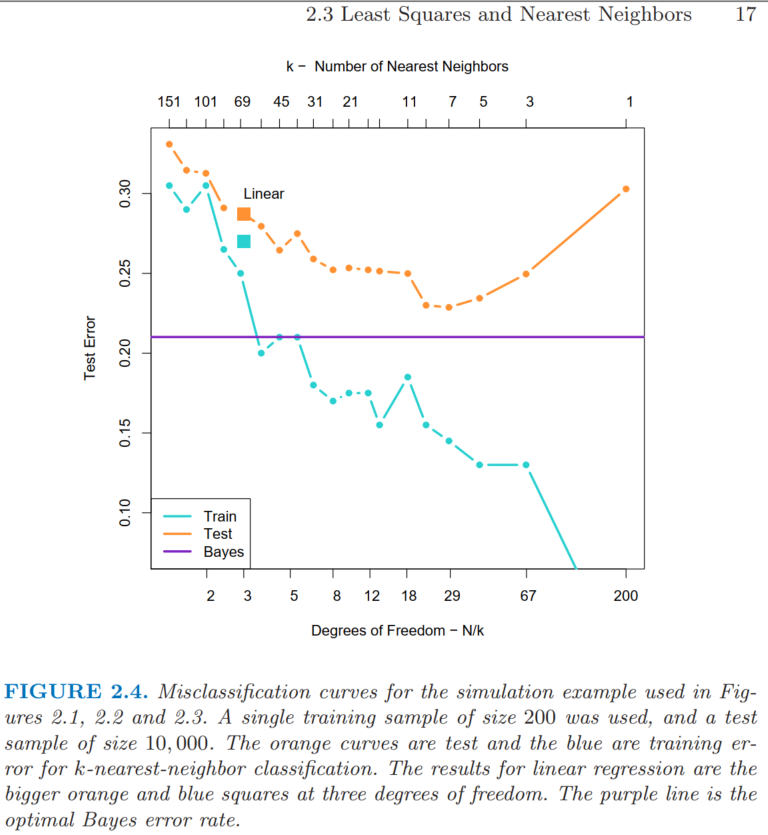 2.3 Least Squares and Nearest Neighbors 17
k − Number of Nearest Neighbors
151 101 69 45 31 21 11 7 5 3 1
Linear
0.30
0.25
0.20
0.15
0.10
Test Error
Train
Test
Bayes
2 3 5 8 12 18 29 67 200
Degrees of Freedom − N/k
FIGURE 2.4. Misclassification curves for the simulation example used in Fig-
ures 2.1, 2.2 and 2.3. A single training sample of size 200 was used, and a test
sample of size 10,000. The orange curves are test and the blue are training er-
ror for k-nearest-neighbor classification. The results for linear regression are the
bigger orange and blue squares at three degrees of freedom. The purple line is the
optimal Bayes error rate.